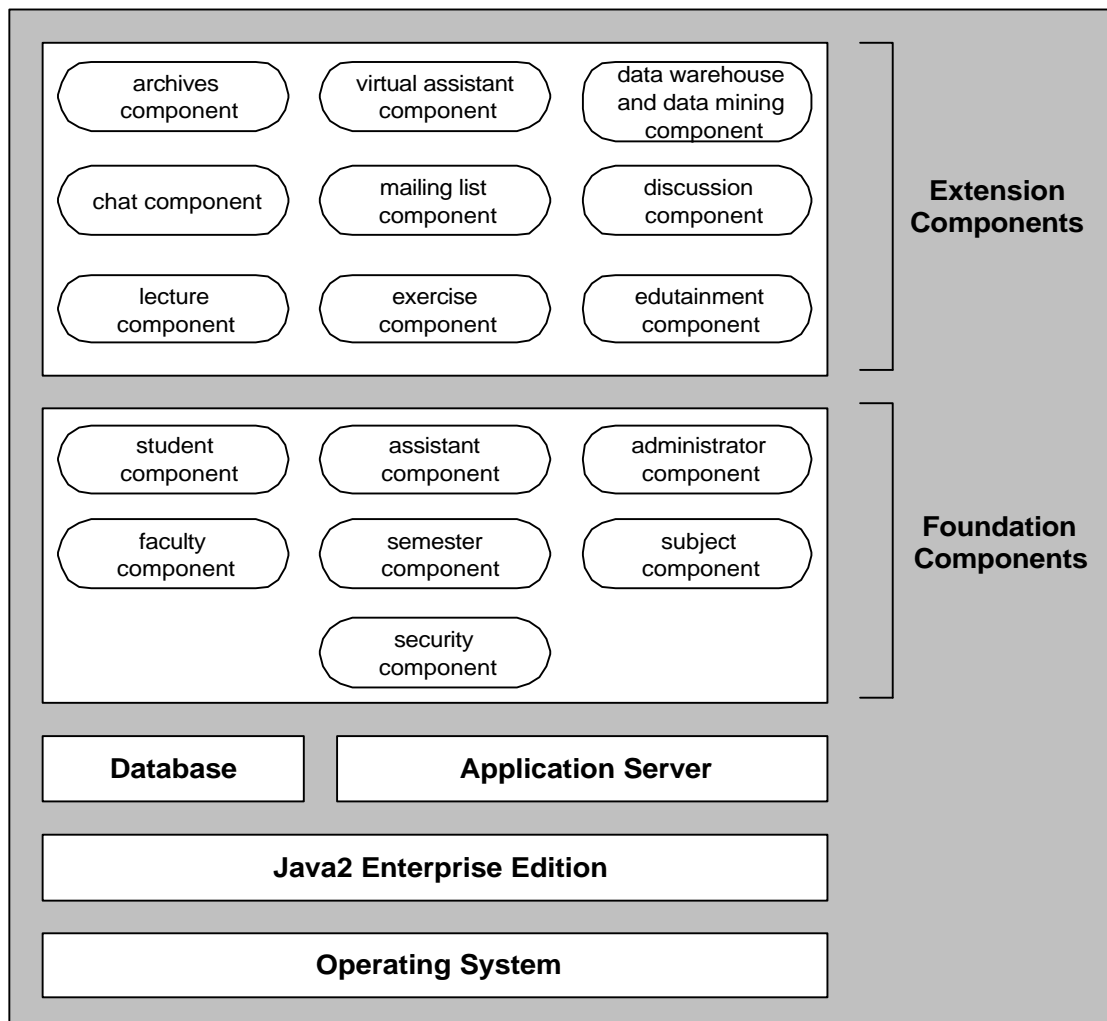 archives
component
virtual assistant
component
data warehouse
and data mining
component
chat component
mailing list
component
discussion
component
lecture
component
exercise
component
edutainment
component
Extension
Components
student
component
assistant
component
administrator
component
faculty
component
semester
component
subject
component
security
component
Foundation
Components
Database
Application Server
Java2 Enterprise Edition
Operating System